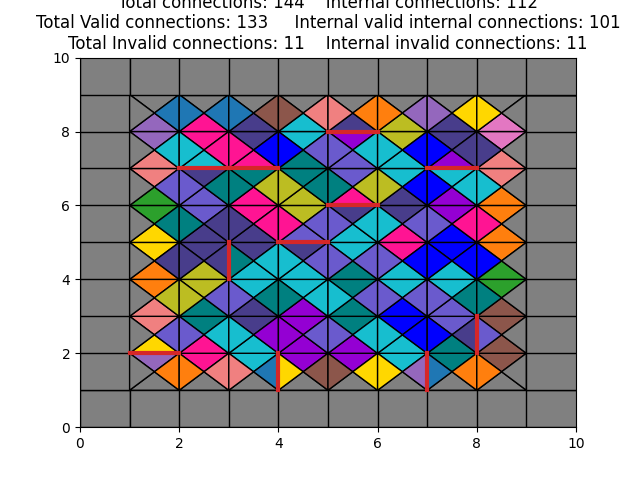 Total connections: 144    Internal connections: 112
Total Valid connections: 133     Internal valid internal connections: 101
Total Invalid connections: 11    Internal invalid connections: 11
10
8
6
4
2
0
0 2 4 6 8 10